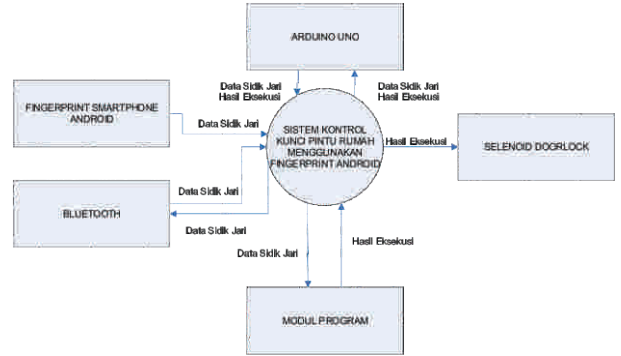 ARDUINO UNO
Data Sidik Jari
Hasil Eksekusi
Data Sidik Jari
Hasil Eksekusi
FINGERPRINT SMARTPHONE
ANDROID
Data Sidik Jari
SISTEM KONTROL
KUNCI PINTU RUMAH
MENGGUNAKAN
FINGERPRINT ANDROID
Hasil Eksekusi
SELENOID DOORLOCK
BLUETOOTH
Data Sidik Jari
Data Sidik Jari
Data Sidik Jari
Hasil Eksekusi
MODUL PROGRAM